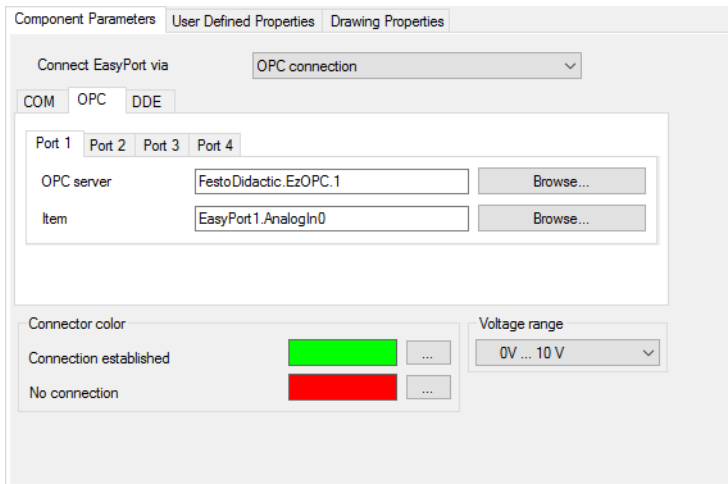 Component Parameters User Defined Properties Drawing Properties
Connect EasyPort via OPC connection
COM OPC DDE
Port 1 Port 2 Port 3 Port 4
OPC server FestoDidactic.EzOPC.1 Browse...
Item EasyPort1.AnalogIn0 Browse...
Connector color Voltage range
Connection established ... 0V ... 10 V
No connection ...